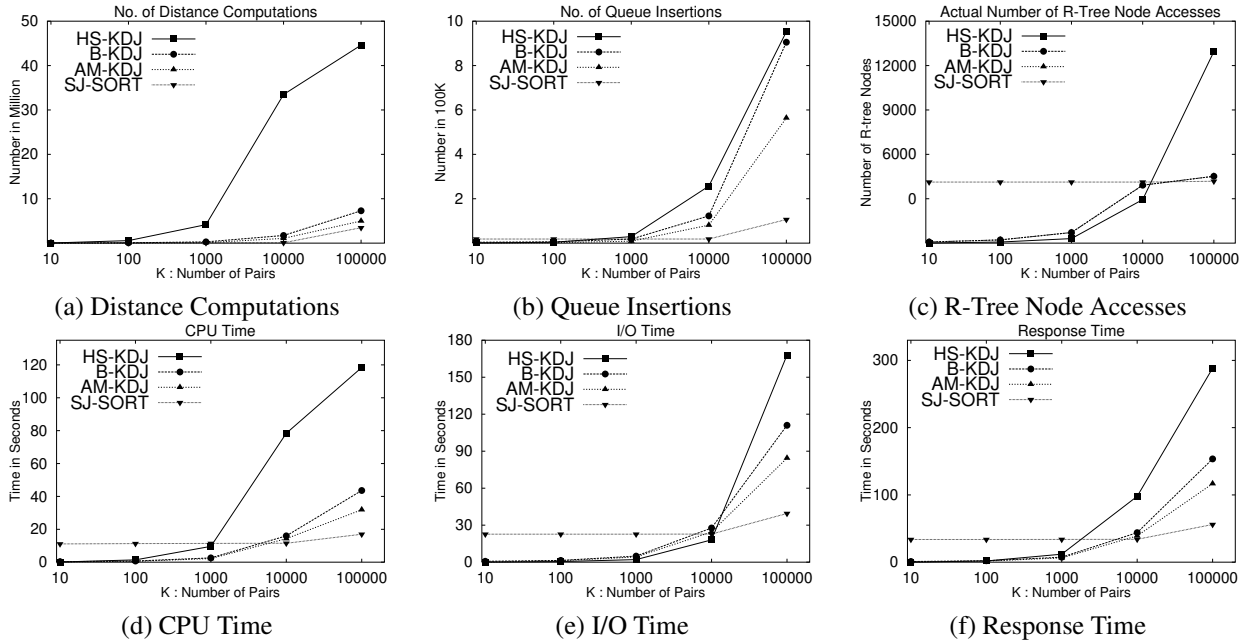 No. of Distance Computations
HS-KDJ
B-KDJ
AM-KDJ
SJ-SORT
Number in Million
50
40
30
20
10
10 100 1000 10000 100000
K : Number of Pairs
(a) Distance Computations
No. of Queue Insertions
HS-KDJ
B-KDJ
AM-KDJ
SJ-SORT
Number in 100K
10
8
6
4
2
10 100 1000 10000 100000
K : Number of Pairs
(b) Queue Insertions
Actual Number of R-Tree Node Accesses
HS-KDJ
B-KDJ
AM-KDJ
SJ-SORT
Number of R-tree Nodes
15000
13000
12000
9000
6000
0
10 100 1000 10000 100000
K : Number of Pairs
(c) R-Tree Node Accesses
CPU Time
HS-KDJ
B-KDJ
AM-KDJ
SJ-SORT
Time in Seconds
120
100
80
60
40
20
0
10 100 1000 10000 100000
K : Number of Pairs
(d) CPU Time
I/O Time
HS-KDJ
B-KDJ
AM-KDJ
SJ-SORT
Time in Seconds
180
150
120
90
60
30
0
10 100 1000 10000 100000
K : Number of Pairs
(e) I/O Time
Response Time
HS-KDJ
B-KDJ
AM-KDJ
SJ-SORT
Time in Seconds
300
200
100
0
10 100 1000 10000 100000
K : Number of Pairs
(f) Response Time